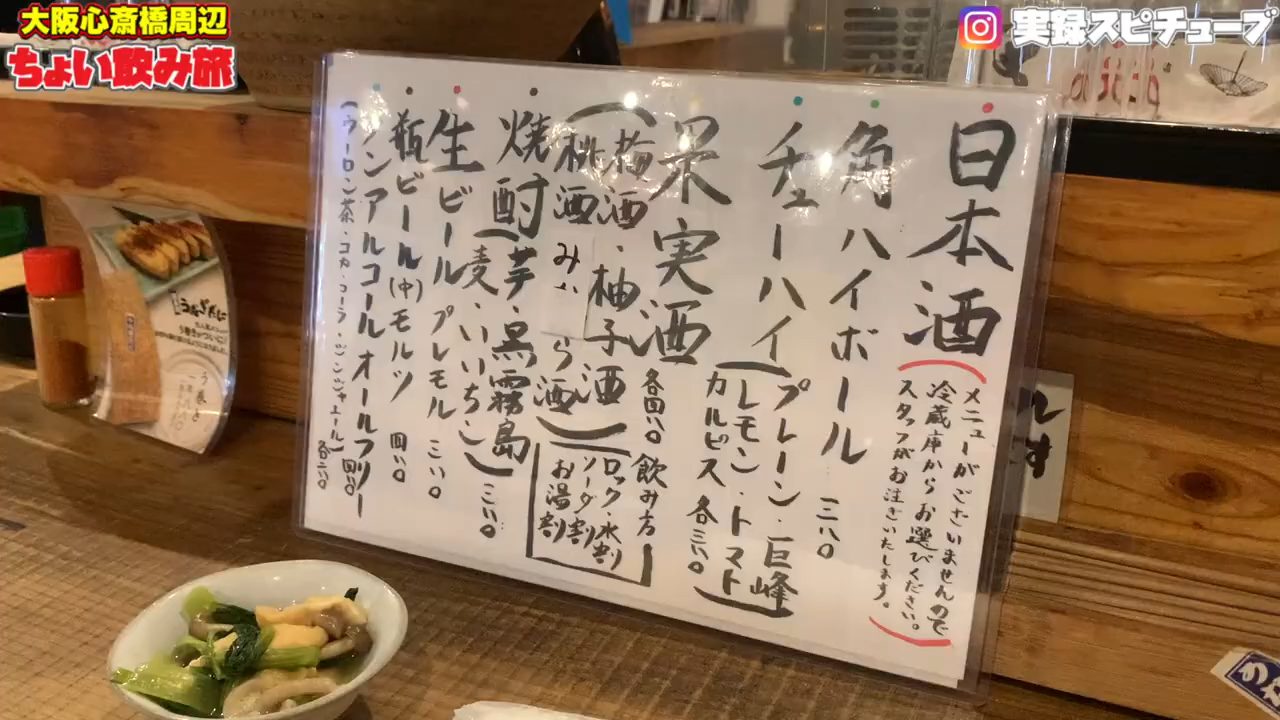 大阪心斎橋周辺
ちょい飲み旅
実録スピチューブ
日本酒
メニューがございませんので
冷蔵庫からお選びください。
スタッフがお注ぎいたします。
角ハイボール 三八〇
チューハイ
プレーン・巨峰
レモン・トマト
カルピス 各三八〇
果実酒
各四八〇 飲み方
ロック 水割
ソーダ割
お湯割
梅酒・柚子酒
桃酒 み ら酒
焼酎 芋・黒霧島
麦・いいちこ 三八〇
生ビール プレモル 三八〇
瓶ビール(中)モルツ 四八〇
ノンアルコール オールフリー 四八〇
(ウーロン茶・コカ・コーラ・ジンジャエール) 各二八〇